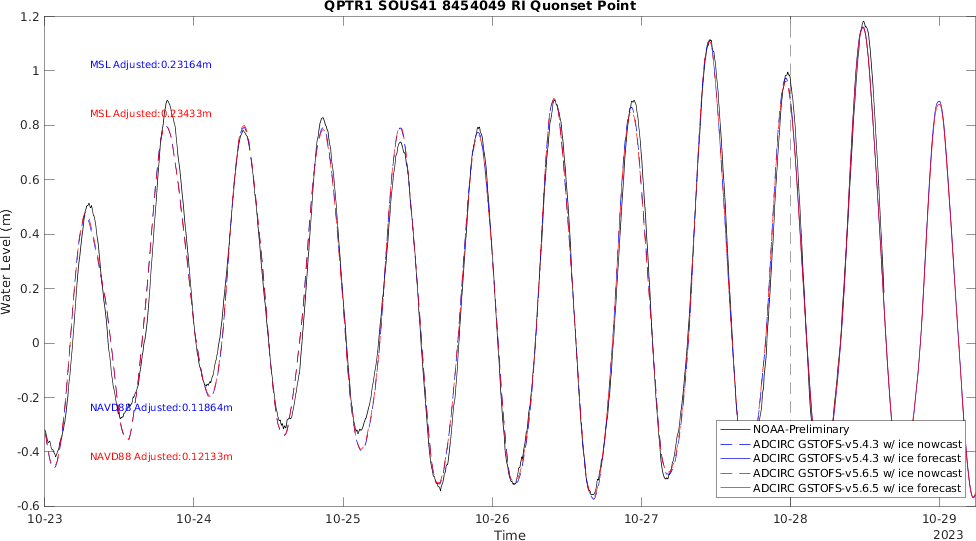 QPTR1 SOUS41 8454049 RI Quonset Point
1.2
1
0.8
0.6
0.4
0.2
0
-0.2
-0.4
-0.6
Water Level (m)
MSL Adjusted:0.23164m
MSL Adjusted:0.23433m
NAVD88 Adjusted:0.11864m
NAVD88 Adjusted:0.12133m
NOAA-Preliminary
ADCIRC GSTOFS-v5.4.3 w/ ice nowcast
ADCIRC GSTOFS-v5.4.3 w/ ice forecast
ADCIRC GSTOFS-v5.6.5 w/ ice nowcast
ADCIRC GSTOFS-v5.6.5 w/ ice forecast
10-23 10-24 10-25 10-26 10-27 10-28 10-29
Time
2023